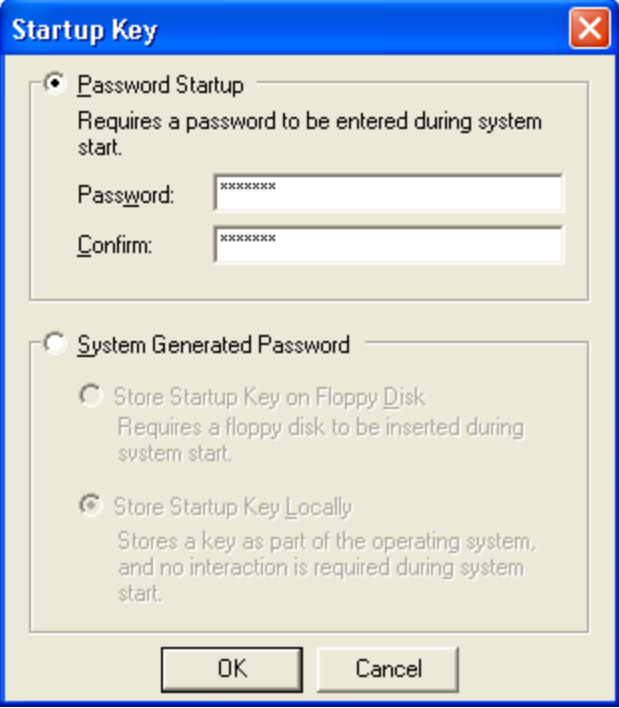 Startup Key
Password Startup
Requires a password to be entered during system
start.
Password: *******
Confirm: *******
System Generated Password
Store Startup Key on Floppy Disk
Requires a floppy disk to be inserted during
system start.
Store Startup Key Locally
Stores a key as part of the operating system,
and no interaction is required during system
start.
OK Cancel